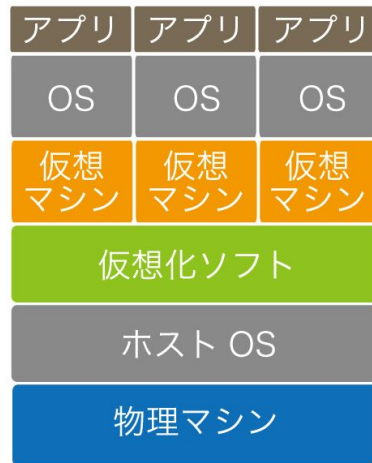 アプリ アプリ アプリ
OS OS OS
仮想 仮想 仮想
マシン マシン マシン
仮想化ソフト
ホスト OS
物理マシン